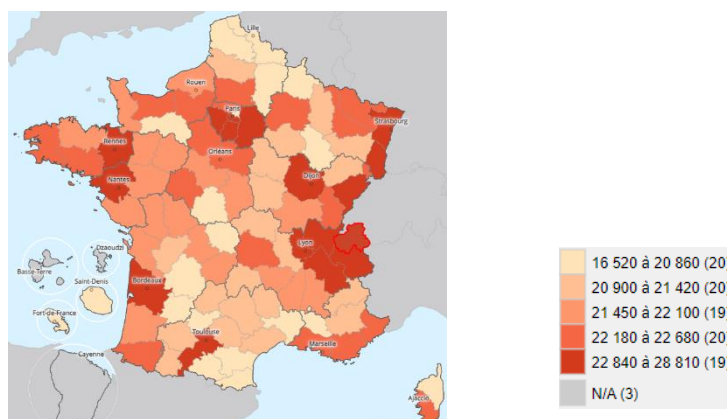 Lille
Rouen
Paris
Strasbourg
Rennes
Orléans
Nantes
Dijon
Lyon
Dzaoudzi
Basse-Terre
Saint-Denis
Bordeaux
Fort-de-France
Toulouse
Marseille
Cayenne
Ajaccio
16 520 à 20 860 (20)
20 900 à 21 420 (20)
21 450 à 22 100 (19)
22 180 à 22 680 (20)
22 840 à 28 810 (19)
N/A (3)